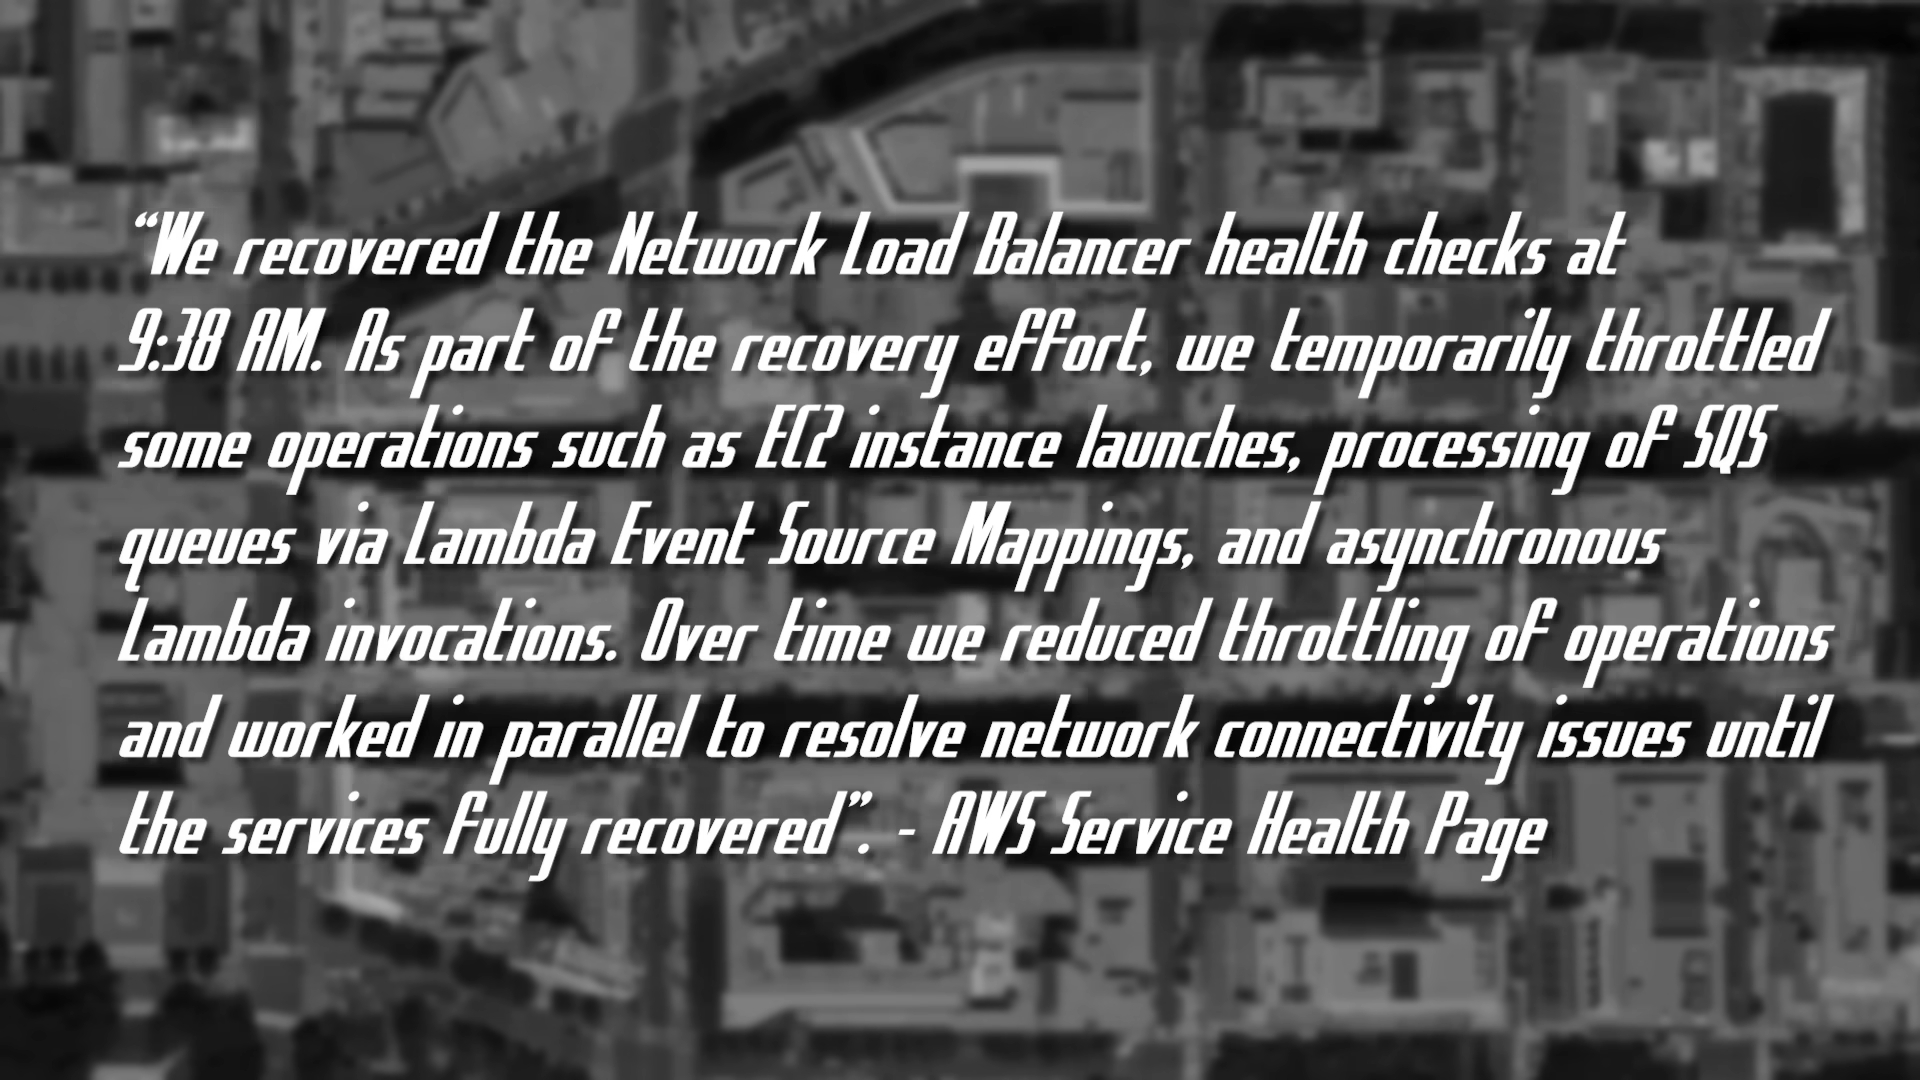 “We recovered the Network Load Balancer health checks at
9:38 AM. As part of the recovery effort, we temporarily throttled
some operations such as EC2 instance launches, processing of SQS
queues via Lambda Event Source Mappings, and asynchronous
Lambda invocations. Over time we reduced throttling of operations
and worked in parallel to resolve network connectivity issues until
the services fully recovered”. - AWS Service Health Page